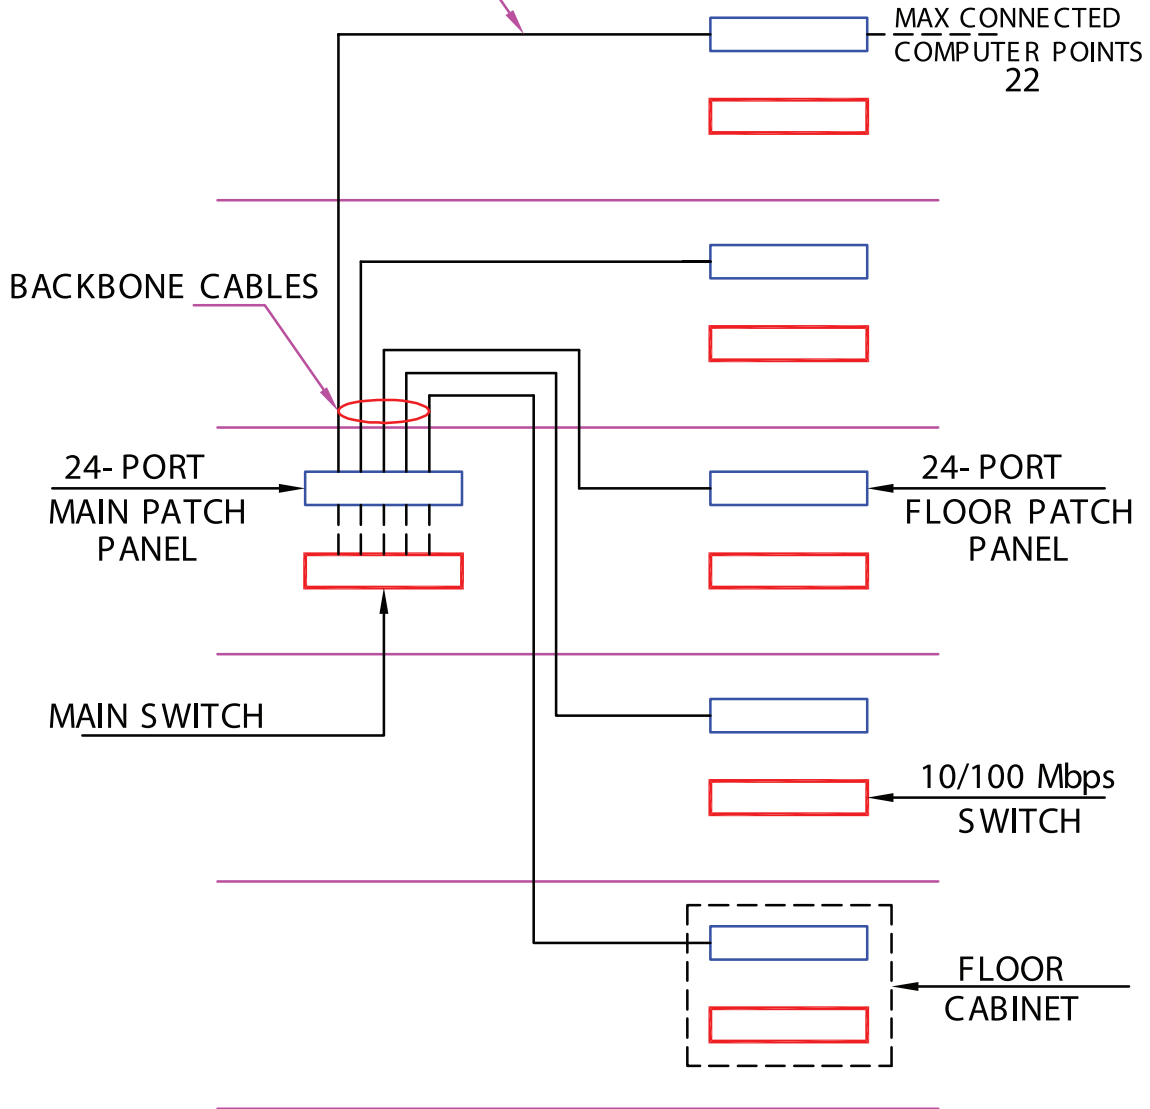 MAX CONNECTED
COMPUTER POINTS
22
BACKBONE CABLES
24- PORT
MAIN PATCH
PANEL
24- PORT
FLOOR PATCH
PANEL
MAIN SWITCH
10/100 Mbps
SWITCH
FLOOR
CABINET